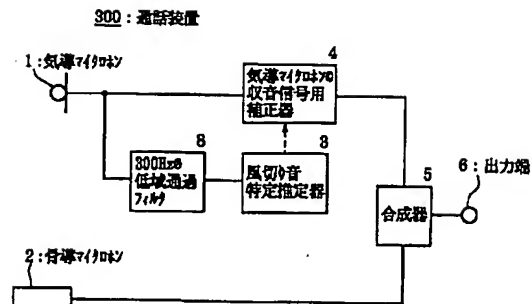 300：通話装置
1：気導マイクロホン
4
気導マイクロホンの
収音信号用
補正器
8
300Hzの
低域通過
フィルタ
3
風切り音
特定推定器
6：出力端
5
合成器
2：骨導マイクロホン